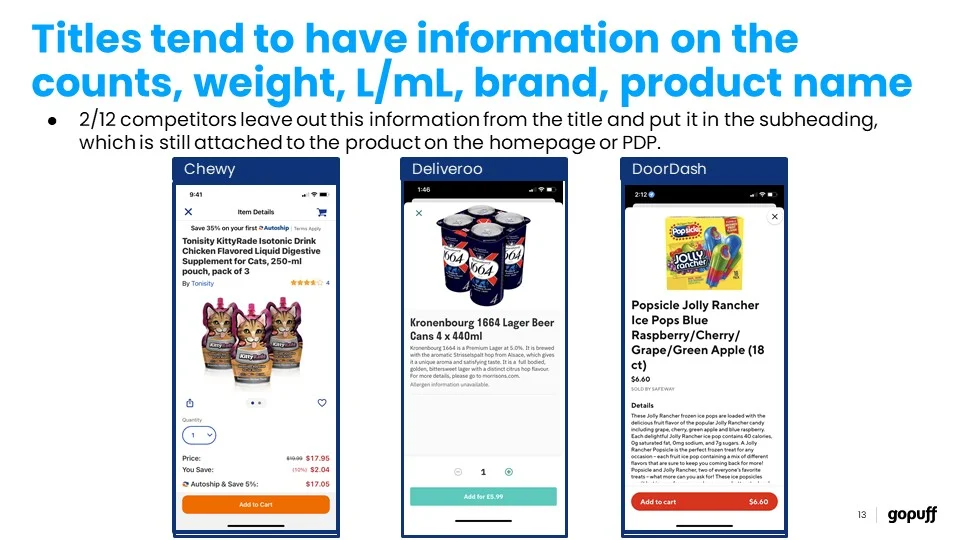 Titles tend to have information on the
counts, weight, L/mL, brand, product name
● 2/12 competitors leave out this information from the title and put it in the subheading,
which is still attached to the product on the homepage or PDP.
Chewy
9:41
Item Details
Save 35% on your first Autoship | Terms Apply
Tonisity KittyRade Isotonic Drink
Chicken Flavored Liquid Digestive
Supplement for Cats, 250-ml
pouch, pack of 3
By Tonisity
4
KittyRade
Quantity
1
Price: $19.99 $17.95
You Save: (10%) $2.04
Autoship & Save 5%: $17.05
Add to Cart
Deliveroo
1:46
1664
Kronenbourg 1664 Lager Beer
Cans 4 x 440ml
Kronenbourg 1664 is a Premium Lager at 5.0%. It is brewed
with the aromatic Strisselspalt hop from Alsace, which gives
it a unique aroma and satisfying taste. It is a full bodied,
golden, bittersweet lager with a distinct citrus hop flavour.
For more details, please go to morrisons.com.
Allergen information unavailable.
1
Add for £5.99
DoorDash
2:12
Popsicle
JOLLY
rancher
Popsicle Jolly Rancher
Ice Pops Blue
Raspberry/Cherry/
Grape/Green Apple (18
ct)
$6.60
SOLD BY SAFEWAY
Details
These Jolly Rancher frozen ice pops are loaded with the
delicious fruit flavor of the popular Jolly Rancher candy
including grape, cherry, green apple and blue raspberry.
Each delightful Jolly Rancher ice pop contains 40 calories,
0g saturated fat, 0mg sodium, and 7g sugars. A Jolly
Rancher Popsicle is the perfect frozen treat for any
occasion – each fruit ice pop containing a mix of different
flavors that are sure to keep you coming back for more!
Popsicle and Jolly Rancher, two of everyone's favorite
treats – what more can you ask for! These ice popsicles
Add to cart $6.60
13
gopuff